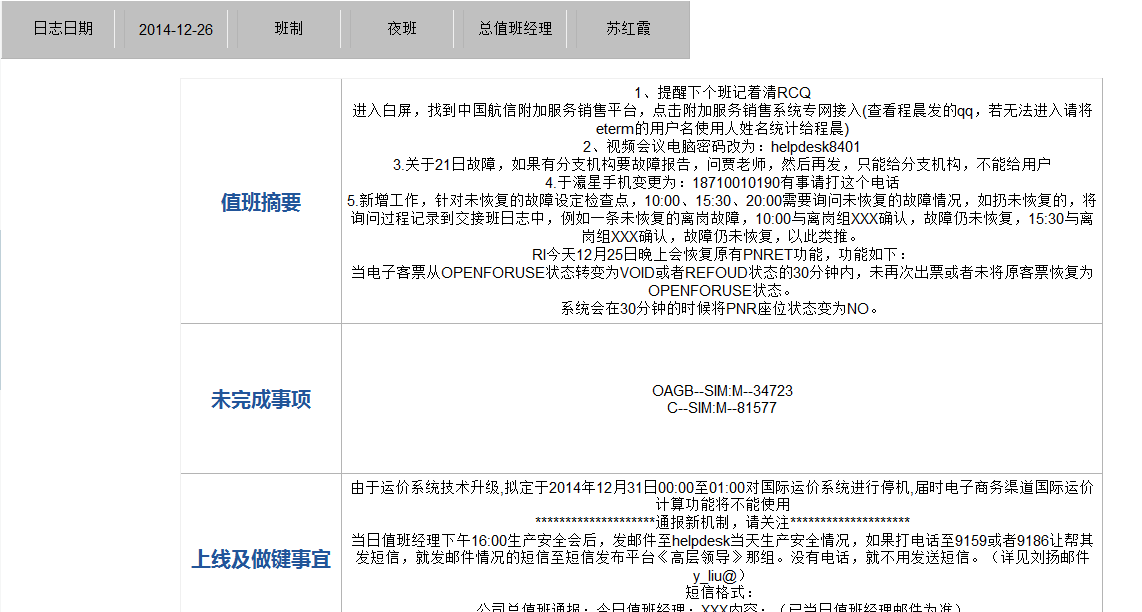 日志日期 2014-12-26 班制 夜班 总值班经理 苏红霞
值班摘要
1、提醒下个班记着清RCQ
进入白屏，找到中国航信附加服务销售平台，点击附加服务销售系统专网接入(查看程晨发的qq，若无法进入请将
eterm的用户名使用人姓名统计给程晨)
2、视频会议电脑密码改为：helpdesk8401
3.关于21日故障，如果有分支机构要故障报告，问贾老师，然后再发，只能给分支机构，不能给用户
4.于瀛星手机变更为：18710010190有事请打这个电话
5.新增工作，针对未恢复的故障设定检查点，10:00、15:30、20:00需要询问未恢复的故障情况，如扔未恢复的，将
询问过程记录到交接班日志中，例如一条未恢复的离岗故障，10:00与离岗组XXX确认，故障仍未恢复，15:30与离
岗组XXX确认，故障仍未恢复，以此类推。
RI今天12月25日晚上会恢复原有PNRET功能，功能如下：
当电子客票从OPENFORUSE状态转变为VOID或者REFOUD状态的30分钟内，未再次出票或者未将原客票恢复为
OPENFORUSE状态。
系统会在30分钟的时候将PNR座位状态变为NO。
未完成事项
OAGB--SIM:M--34723
C--SIM:M--81577
上线及做健事宜
由于运价系统技术升级,拟定于2014年12月31日00:00至01:00对国际运价系统进行停机,届时电子商务渠道国际运价
计算功能将不能使用
********************通报新机制，请关注********************
当日值班经理下午16:00生产安全会后，发邮件至helpdesk当天生产安全情况，如果打电话至9159或者9186让帮其
发短信，就发邮件情况的短信至短信发布平台《高层领导》那组。没有电话，就不用发送短信。（详见刘扬邮件
y_liu@）
短信格式：
公司总值班通报：今日值班经理：XXX内容：（已当日值班经理邮件为准）